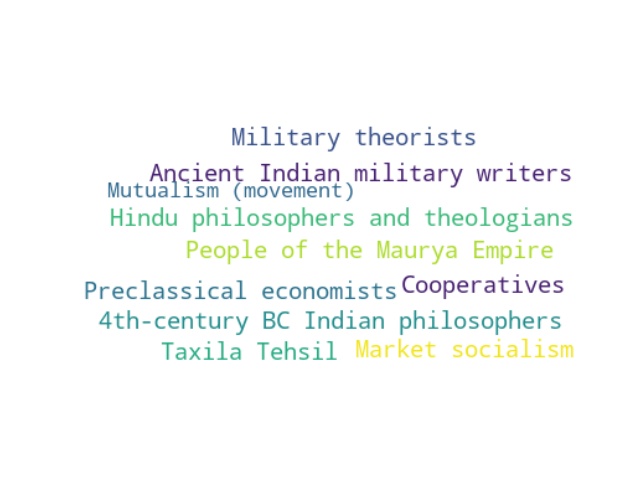 Military theorists
Ancient Indian military writers
Mutualism (movement)
Hindu philosophers and theologians
People of the Maurya Empire
Preclassical economists Cooperatives
4th-century BC Indian philosophers
Taxila Tehsil Market socialism